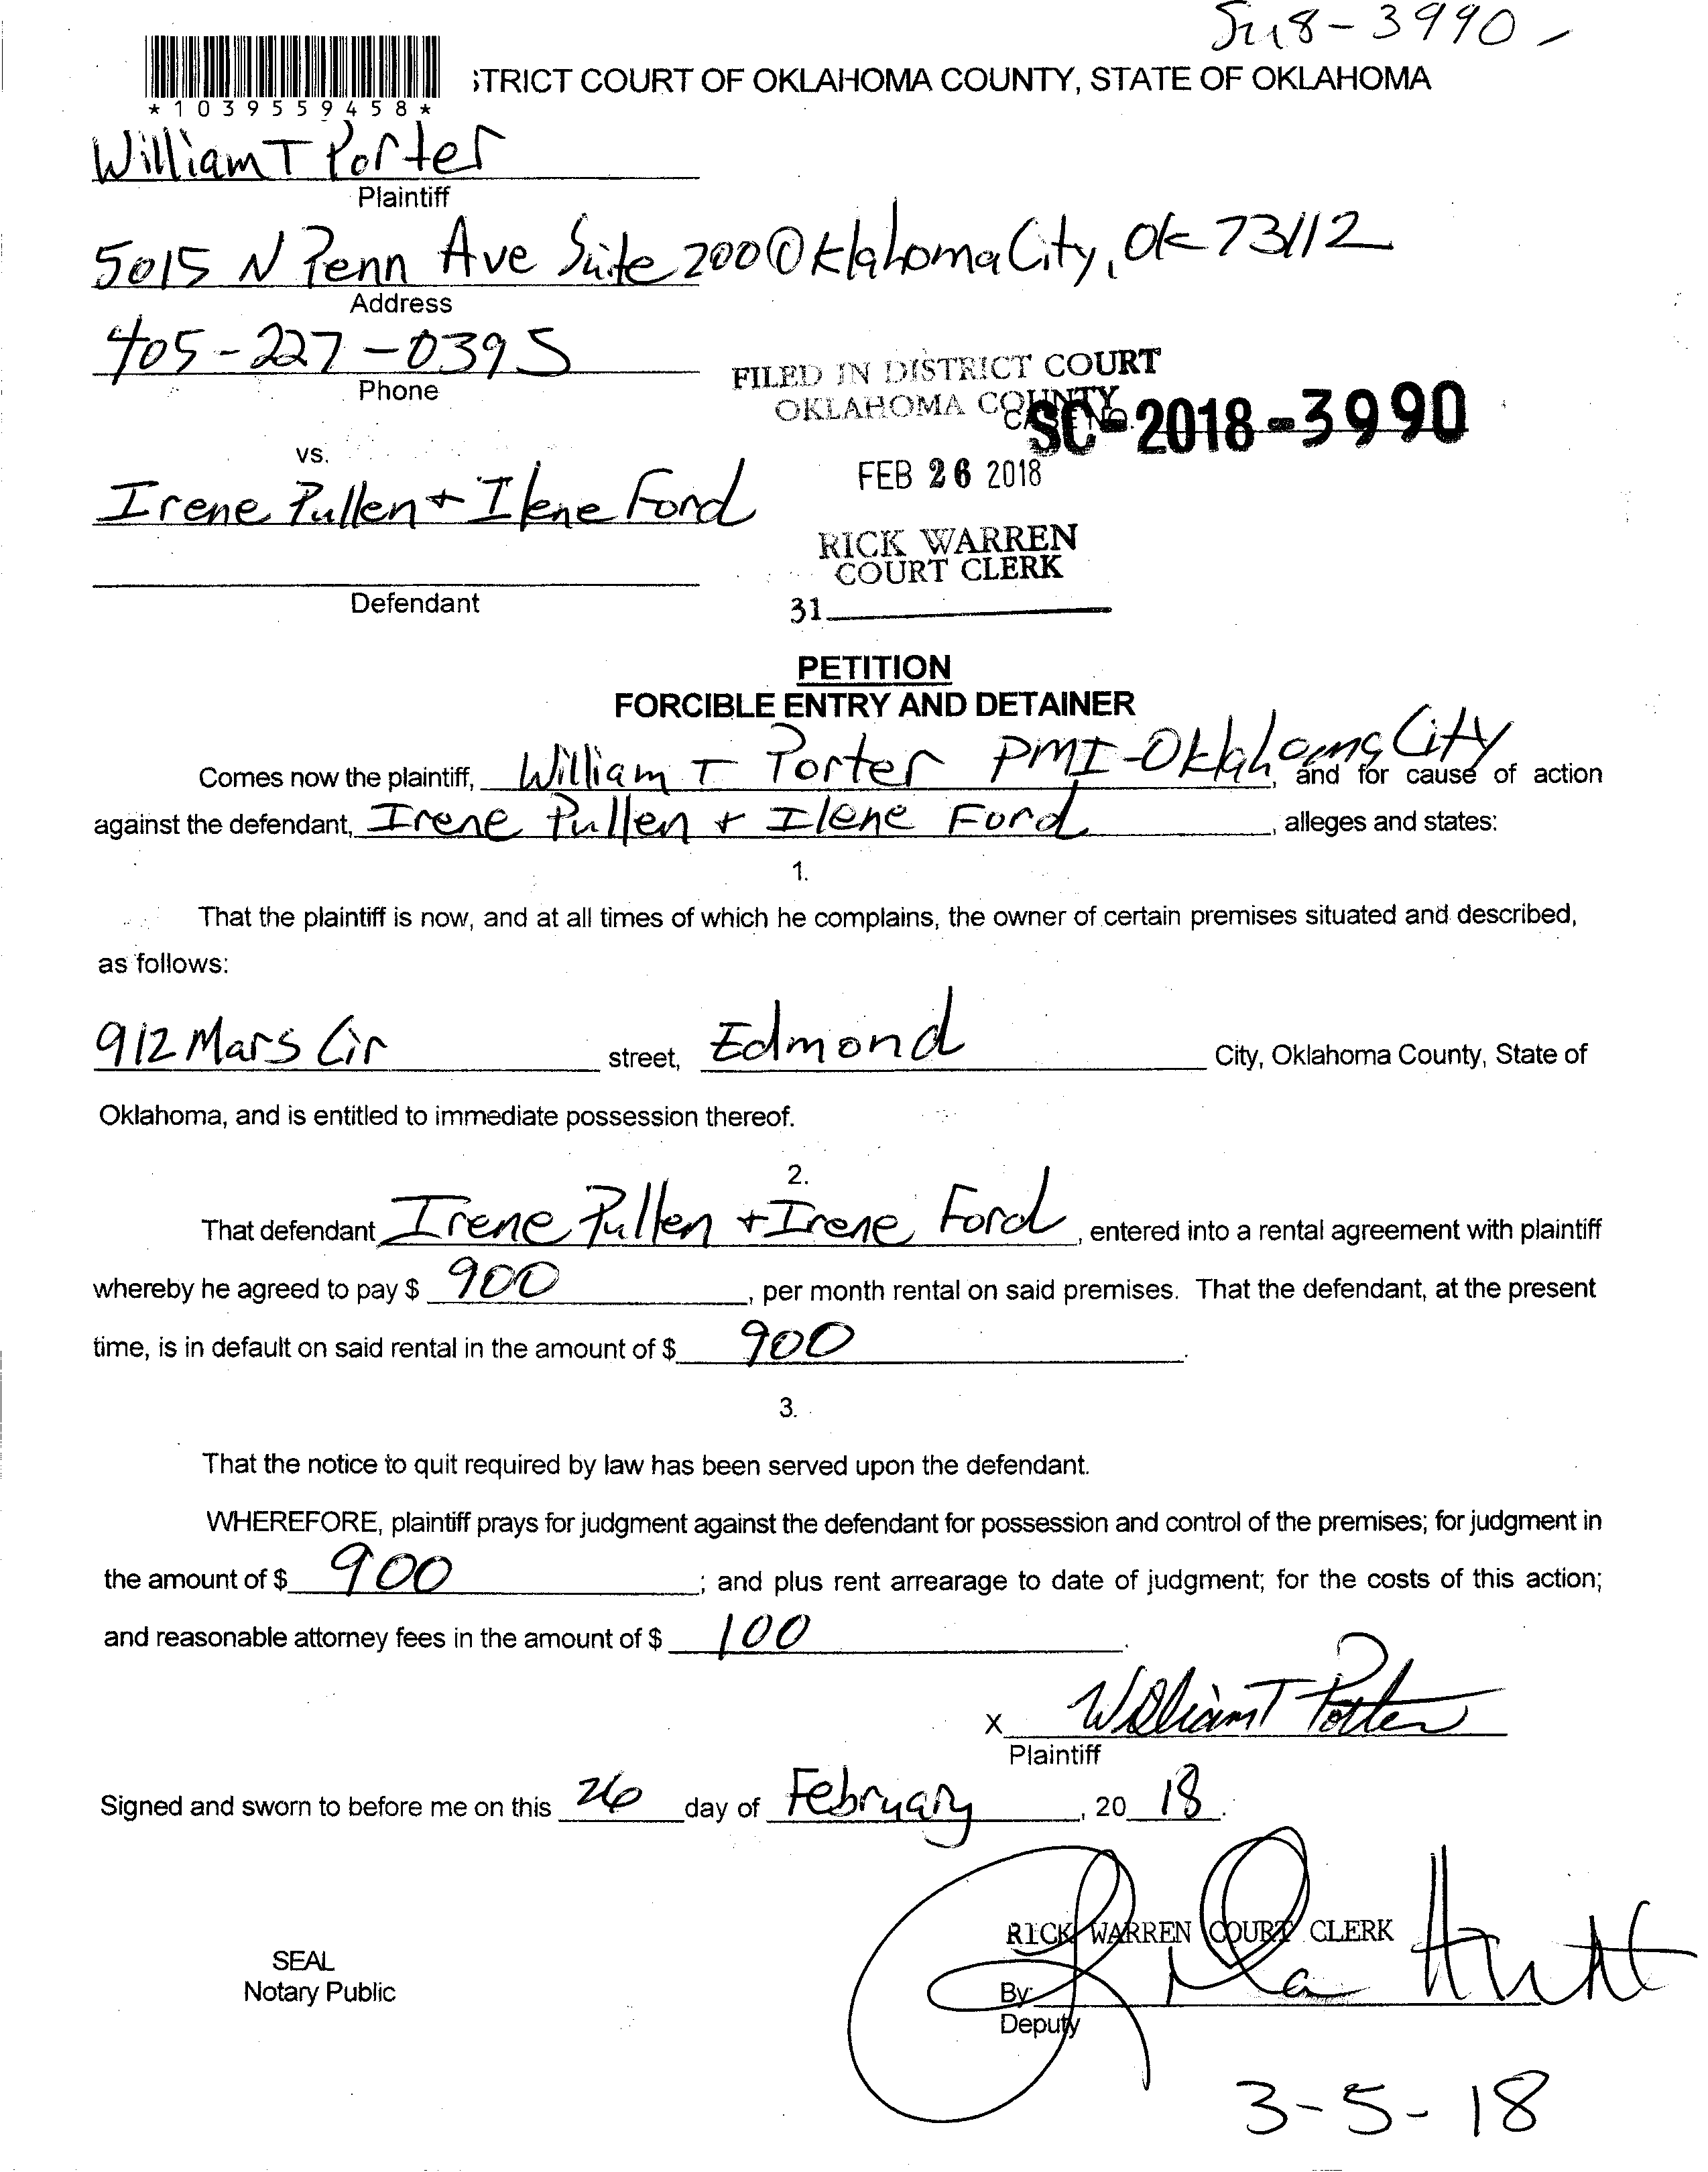 -3990
STRICT COURT OF OKLAHOMA COUNTY, STATE OF OKLAHOMA
*1039559458*
William T Porter
Plaintiff
5015 N Penn Ave Suite 200 Oklahoma City, OK 73112
Address
405-227-0395
Phone
FILED IN DISTRICT COURT
OKLAHOMA COUNTY
CASE NO.
SC-2018-3990
vs.
FEB 26 2018
Irene Pullen + Ilene Ford
RICK WARREN
COURT CLERK
Defendant
31
PETITION
FORCIBLE ENTRY AND DETAINER
Comes now the plaintiff, William T Porter PMI-Oklahoma City, and for cause of action
against the defendant, Irene Pullen + Ilene Ford, alleges and states:
1.
That the plaintiff is now, and at all times of which he complains, the owner of certain premises situated and described,
as follows:
912 Mars Cir street, Edmond City, Oklahoma County, State of
Oklahoma, and is entitled to immediate possession thereof.
2.
That defendant Irene Pullen + Irene Ford, entered into a rental agreement with plaintiff
whereby he agreed to pay $ 900, per month rental on said premises. That the defendant, at the present
time, is in default on said rental in the amount of $ 900.
3.
That the notice to quit required by law has been served upon the defendant.
WHEREFORE, plaintiff prays for judgment against the defendant for possession and control of the premises; for judgment in
the amount of $ 900; and plus rent arrearage to date of judgment; for the costs of this action;
and reasonable attorney fees in the amount of $ 100.
x William T Porter
Plaintiff
Signed and sworn to before me on this 26 day of February, 20 18.
RICK WARREN COURT CLERK
SEAL
Notary Public
By:
Deputy
3-5-18